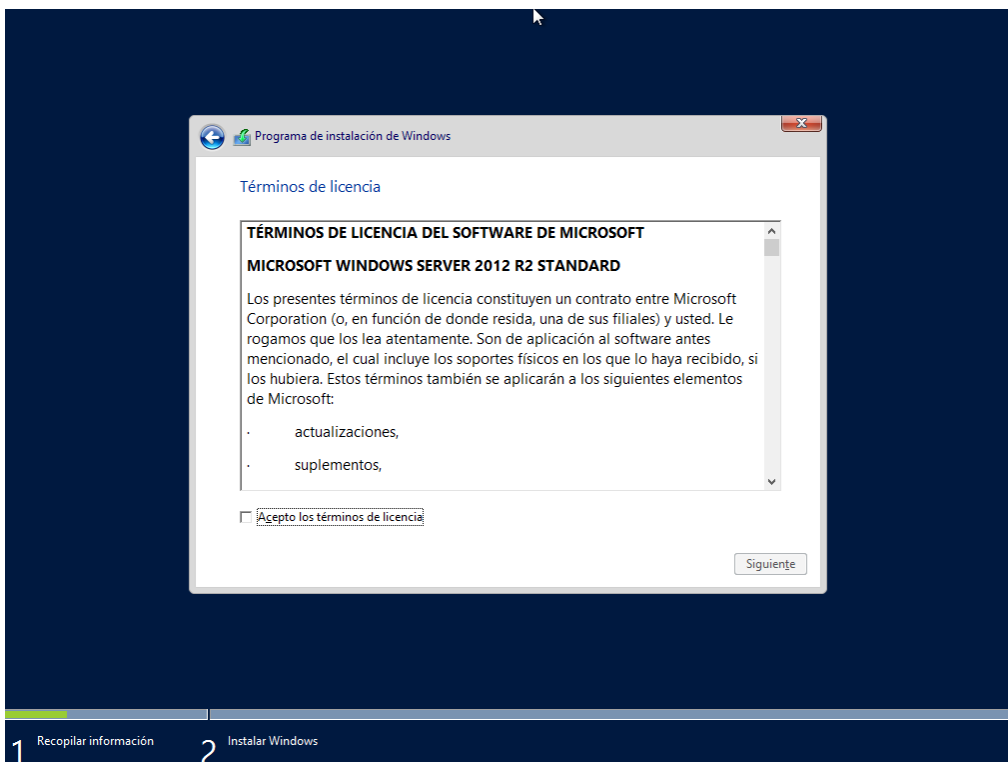 Programa de instalación de Windows
Términos de licencia
TÉRMINOS DE LICENCIA DEL SOFTWARE DE MICROSOFT
MICROSOFT WINDOWS SERVER 2012 R2 STANDARD
Los presentes términos de licencia constituyen un contrato entre Microsoft
Corporation (o, en función de donde resida, una de sus filiales) y usted. Le
rogamos que los lea atentamente. Son de aplicación al software antes
mencionado, el cual incluye los soportes físicos en los que lo haya recibido, si
los hubiera. Estos términos también se aplicarán a los siguientes elementos
de Microsoft:
· actualizaciones,
· suplementos,
Acepto los términos de licencia
Siguiente
1 Recopilar información
2 Instalar Windows